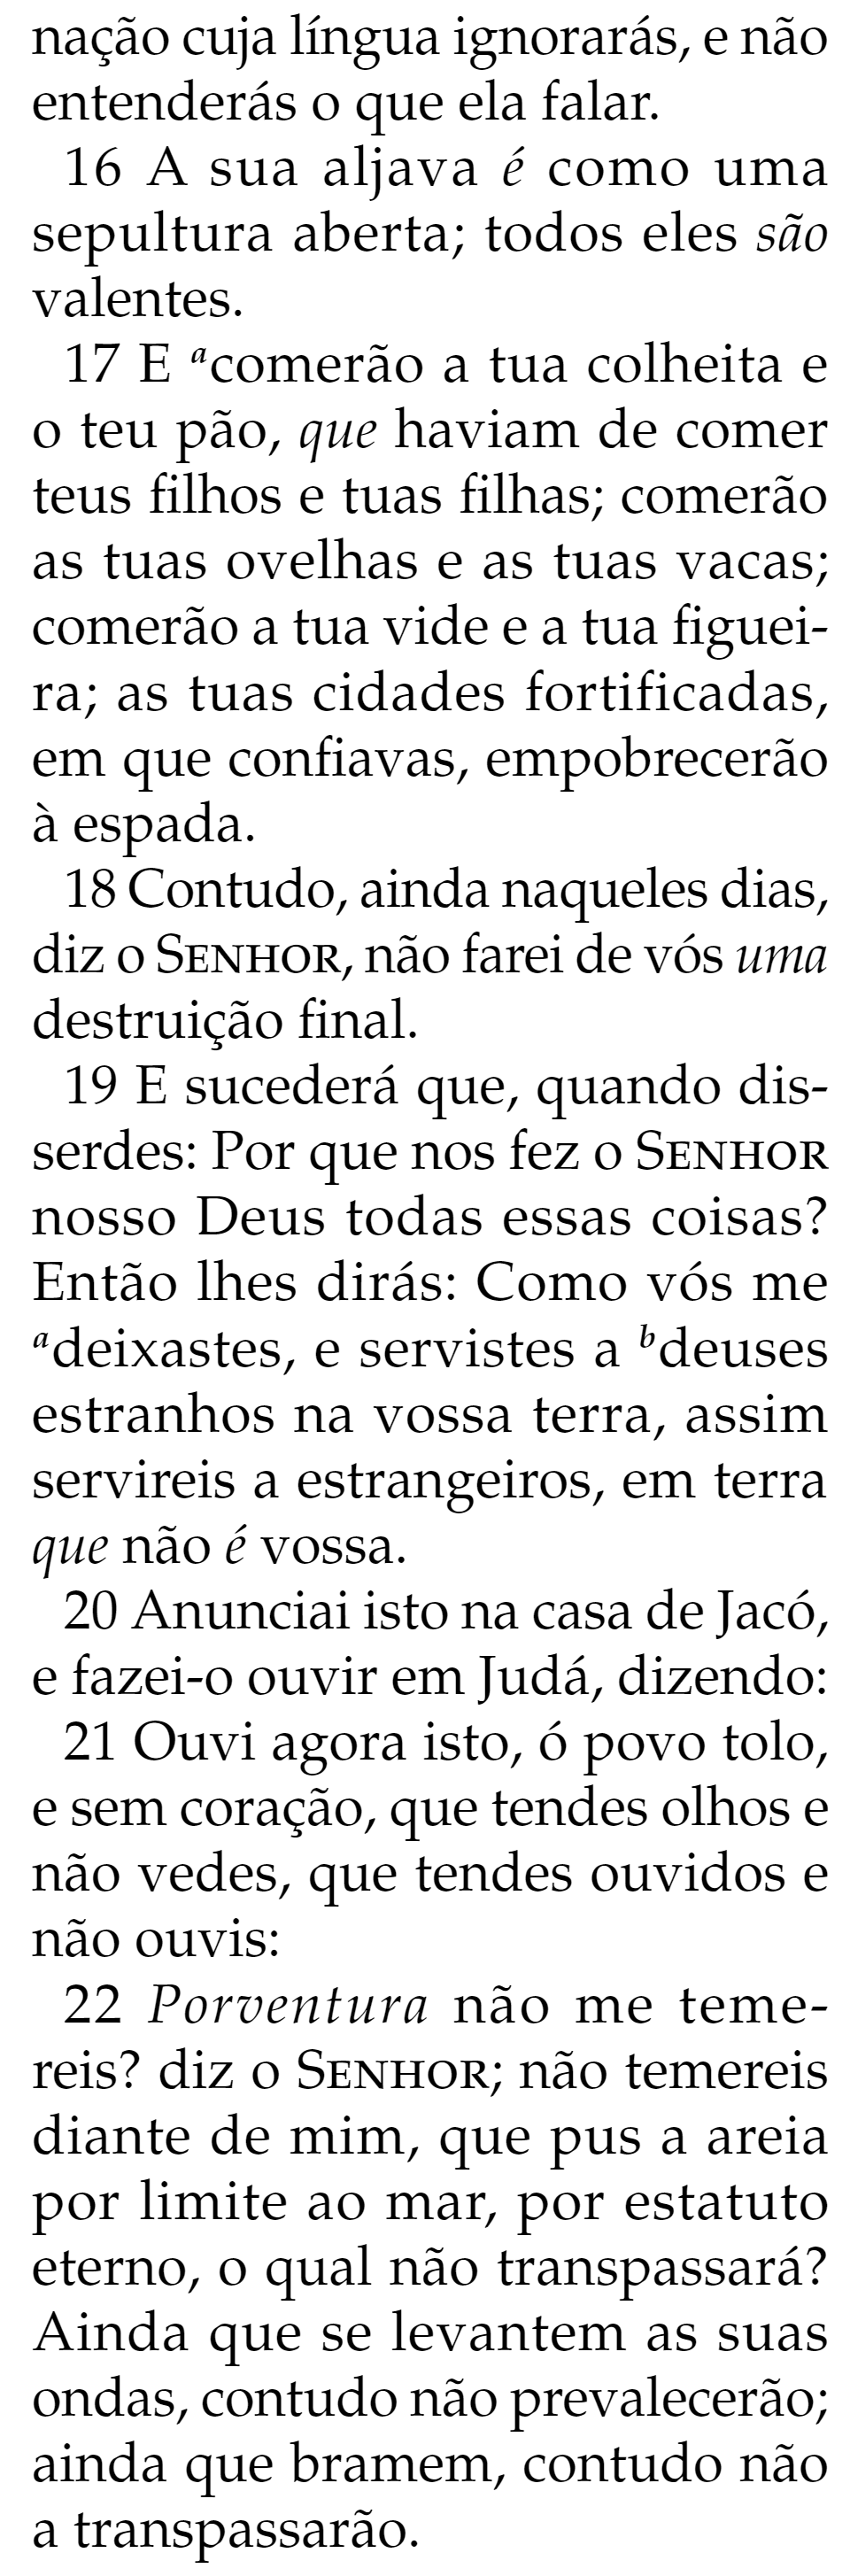 nação cuja língua ignorarás, e não
entenderás o que ela falar.
16 A sua aljava é como uma
sepultura aberta; todos eles são
valentes.
17 E ᵃcomerão a tua colheita e
o teu pão, que haviam de comer
teus filhos e tuas filhas; comerão
as tuas ovelhas e as tuas vacas;
comerão a tua vide e a tua figuei-
ra; as tuas cidades fortificadas,
em que confiavas, empobrecerão
à espada.
18 Contudo, ainda naqueles dias,
diz o SENHOR, não farei de vós uma
destruição final.
19 E sucederá que, quando dis-
serdes: Por que nos fez o SENHOR
nosso Deus todas essas coisas?
Então lhes dirás: Como vós me
ᵃdeixastes, e servistes a ᵇdeuses
estranhos na vossa terra, assim
servireis a estrangeiros, em terra
que não é vossa.
20 Anunciai isto na casa de Jacó,
e fazei-o ouvir em Judá, dizendo:
21 Ouvi agora isto, ó povo tolo,
e sem coração, que tendes olhos e
não vedes, que tendes ouvidos e
não ouvis:
22 Porventura não me teme-
reis? diz o SENHOR; não temereis
diante de mim, que pus a areia
por limite ao mar, por estatuto
eterno, o qual não transpassará?
Ainda que se levantem as suas
ondas, contudo não prevalecerão;
ainda que bramem, contudo não
a transpassarão.